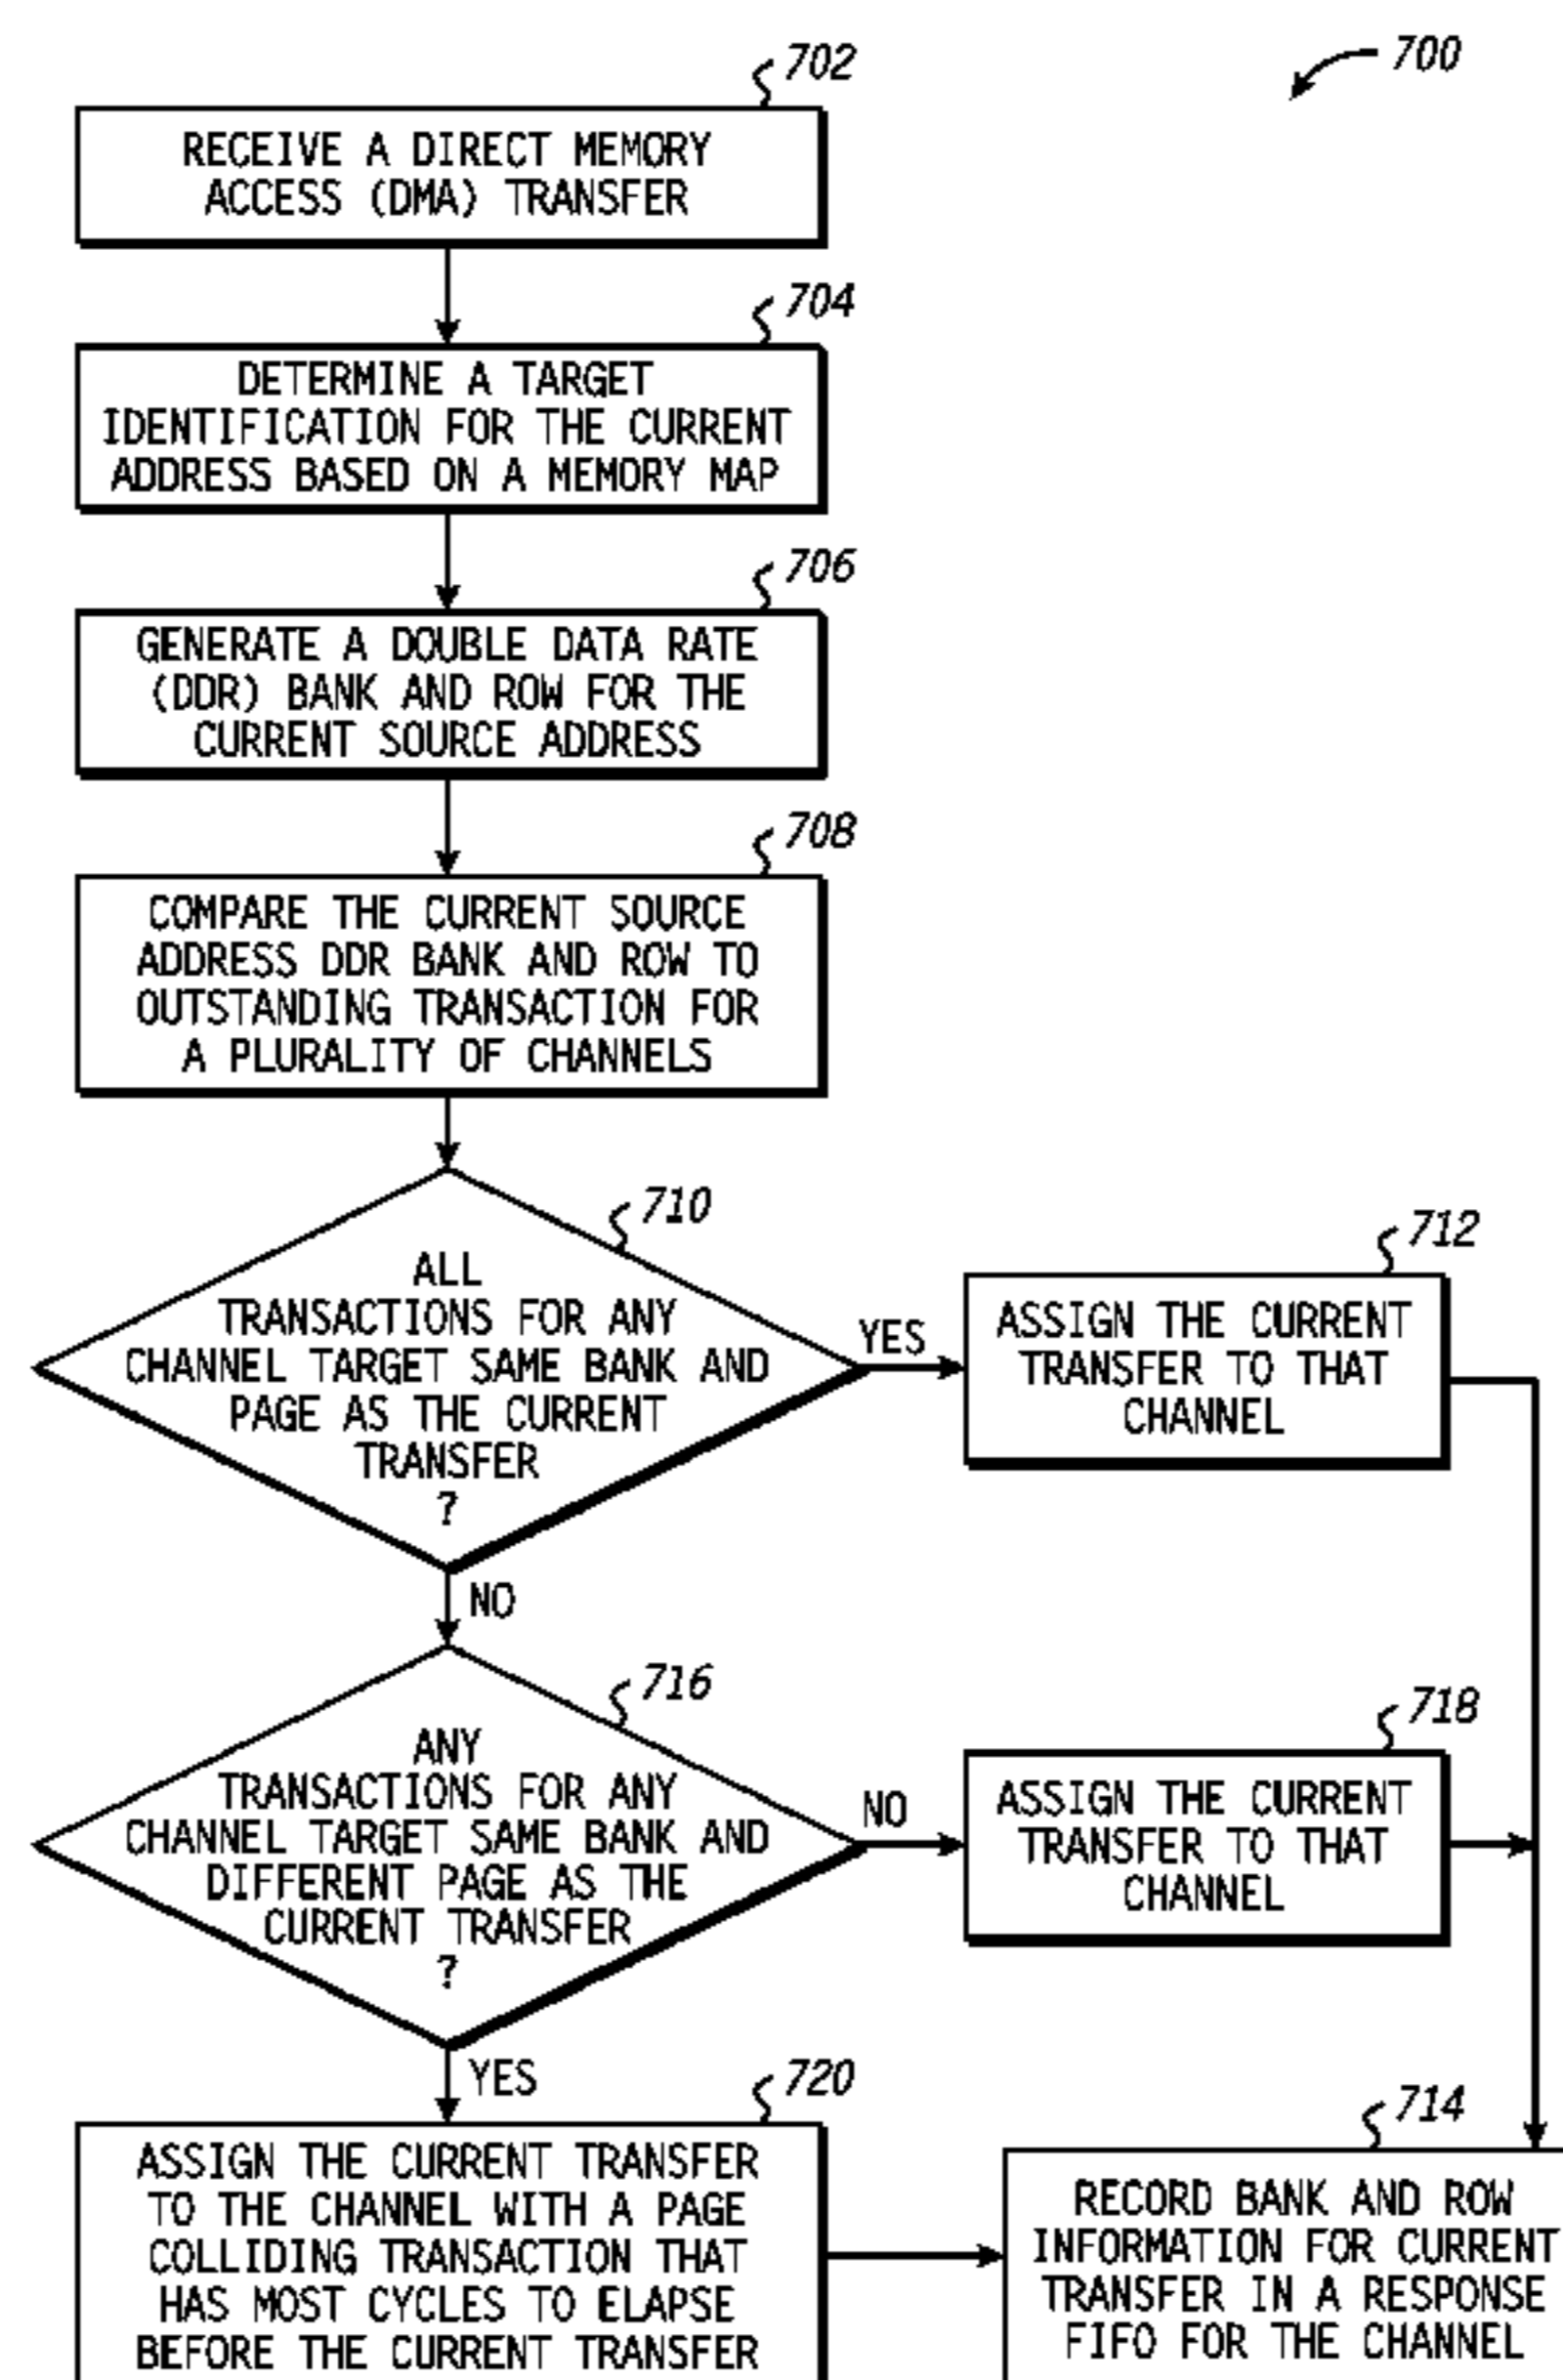 700
702
RECEIVE A DIRECT MEMORY
ACCESS (DMA) TRANSFER
704
DETERMINE A TARGET
IDENTIFICATION FOR THE CURRENT
ADDRESS BASED ON A MEMORY MAP
706
GENERATE A DOUBLE DATA RATE
(DDR) BANK AND ROW FOR THE
CURRENT SOURCE ADDRESS
708
COMPARE THE CURRENT SOURCE
ADDRESS DDR BANK AND ROW TO
OUTSTANDING TRANSACTION FOR
A PLURALITY OF CHANNELS
710
ALL
TRANSACTIONS FOR ANY
CHANNEL TARGET SAME BANK AND
PAGE AS THE CURRENT
TRANSFER
?
YES
712
ASSIGN THE CURRENT
TRANSFER TO THAT
CHANNEL
NO
716
ANY
TRANSACTIONS FOR ANY
CHANNEL TARGET SAME BANK AND
DIFFERENT PAGE AS THE
CURRENT TRANSFER
?
NO
718
ASSIGN THE CURRENT
TRANSFER TO THAT
CHANNEL
YES
720
ASSIGN THE CURRENT TRANSFER
TO THE CHANNEL WITH A PAGE
COLLIDING TRANSACTION THAT
HAS MOST CYCLES TO ELAPSE
BEFORE THE CURRENT TRANSFER
714
RECORD BANK AND ROW
INFORMATION FOR CURRENT
TRANSFER IN A RESPONSE
FIFO FOR THE CHANNEL